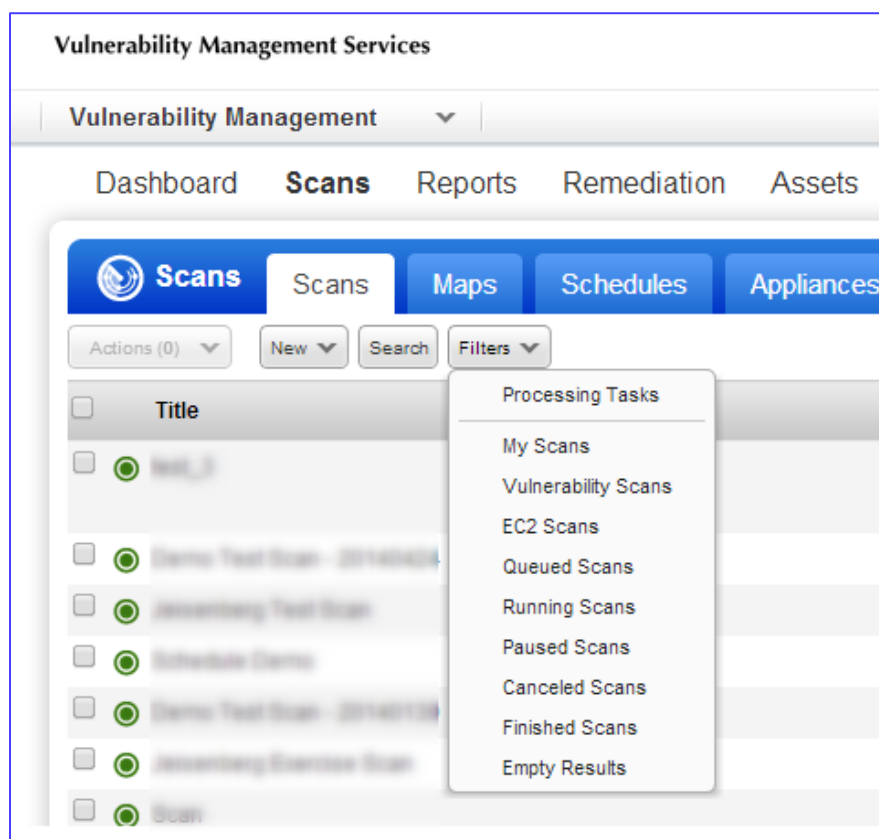 Vulnerability Management Services
Vulnerability Management
Dashboard Scans Reports Remediation Assets
Scans Scans Maps Schedules Appliances
Actions (0) New Search Filters
Processing Tasks
Title
My Scans
Vulnerability Scans
EC2 Scans
Queued Scans
Running Scans
Paused Scans
Canceled Scans
Finished Scans
Empty Results